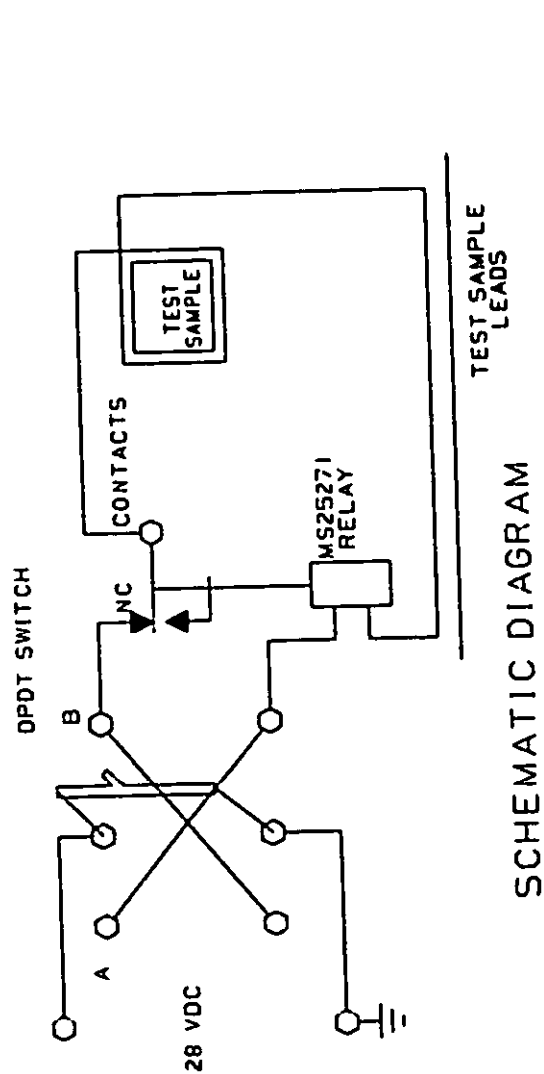 DPDT SWITCH
28 VDC
A
B
NC
CONTACTS
TEST
SAMPLE
MS25271
RELAY
TEST SAMPLE
LEADS
SCHEMATIC DIAGRAM